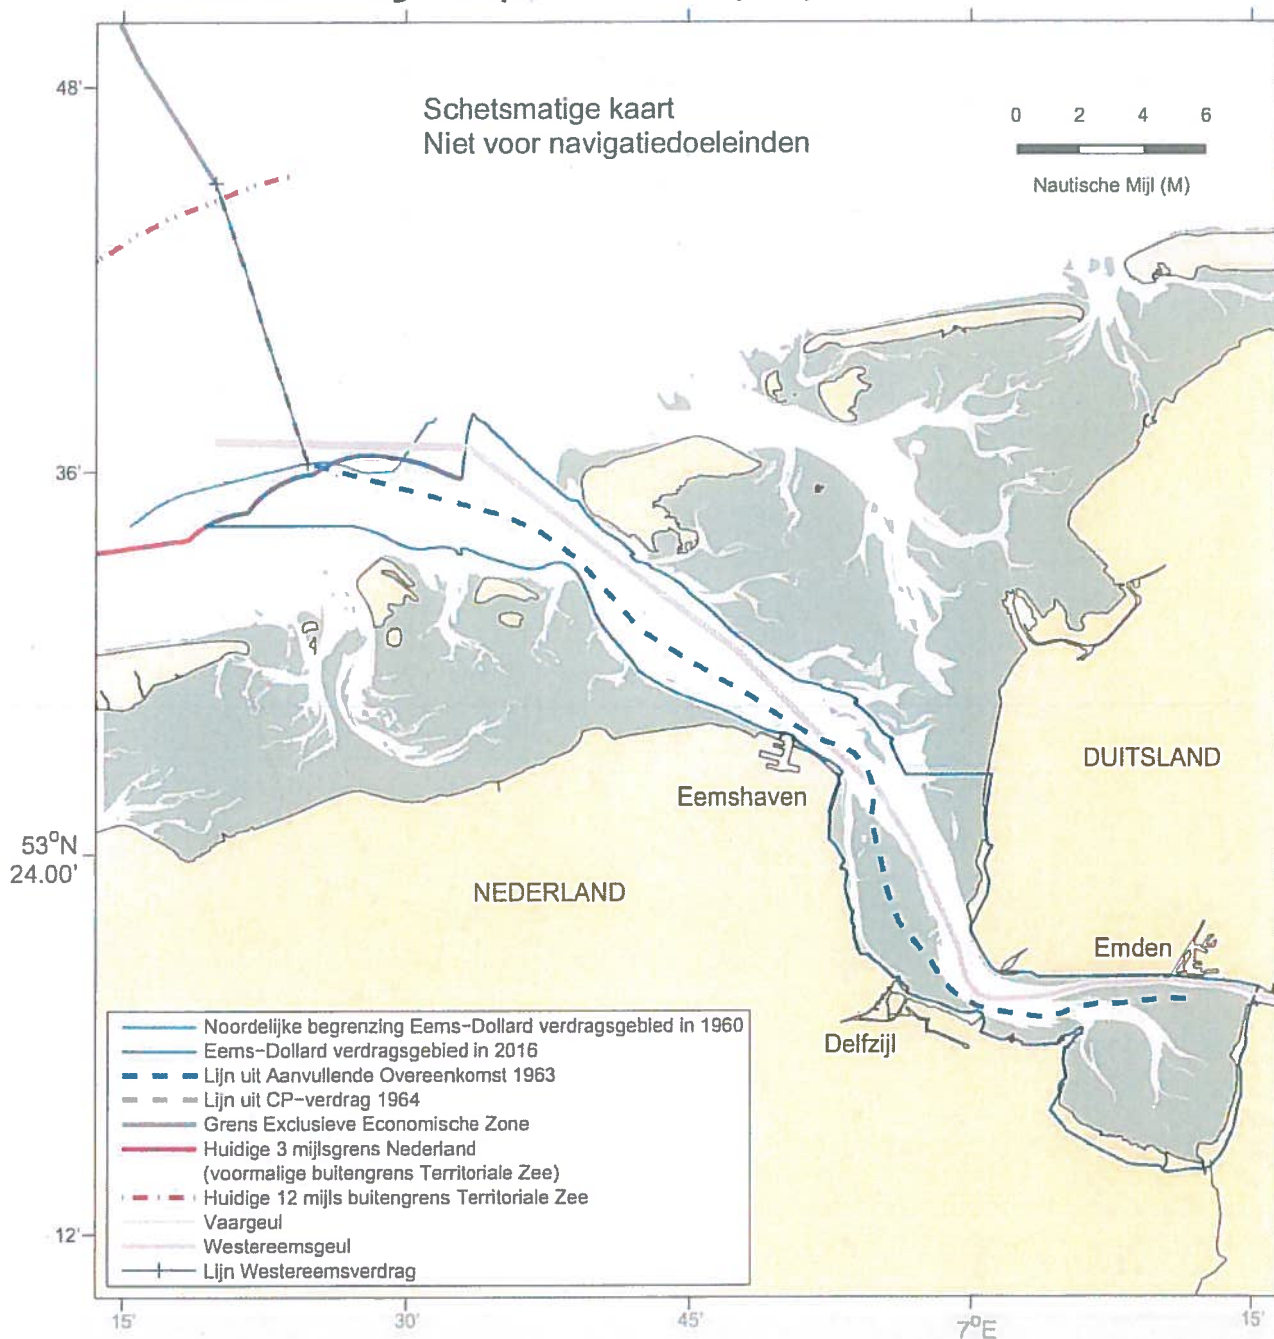 48'
Schetsmatige kaart
Niet voor navigatiedoeleinden
0 2 4 6
Nautische Mijl (M)
36'
DUITSLAND
Eemshaven
53°N
24.00'
NEDERLAND
Emden
Delfzijl
Noordelijke begrenzing Eems-Dollard verdragsgebied in 1960
Eems-Dollard verdragsgebied in 2016
Lijn uit Aanvullende Overeenkomst 1963
Lijn uit CP-verdrag 1964
Grens Exclusieve Economische Zone
Huidige 3 mijlsgrens Nederland
(voormalige buitengrens Territoriale Zee)
Huidige 12 mijls buitengrens Territoriale Zee
Vaargeul
Westereemsgeul
Lijn Westereemsverdrag
12'
15' 30' 45' 7°E 15'